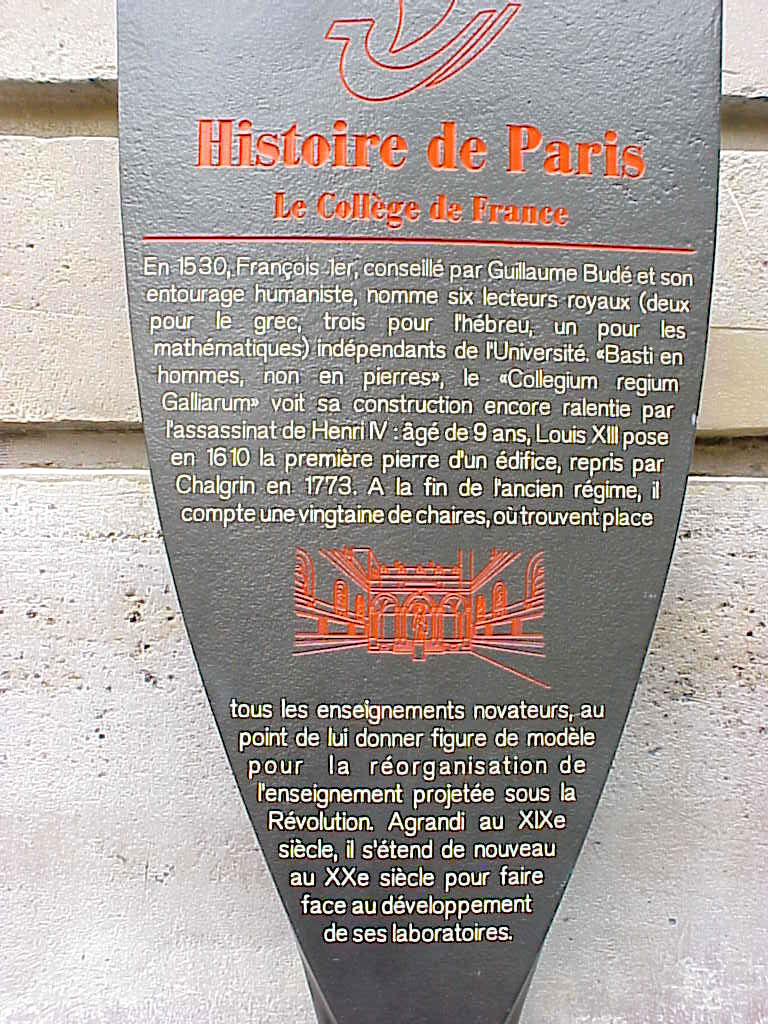 Histoire de Paris
Le Collège de France
En 1530, François 1er, conseillé par Guillaume Budé et son
entourage humaniste, nomme six lecteurs royaux (deux
pour le grec, trois pour l'hébreu, un pour les
mathématiques) indépendants de l'Université. «Basti en
hommes, non en pierres», le «Collegium regium
Galliarum» voit sa construction encore ralentie par
l'assassinat de Henri IV : âgé de 9 ans, Louis XIII pose
en 1610 la première pierre d'un édifice, repris par
Chalgrin en 1773. A la fin de l'ancien régime, il
compte une vingtaine de chaires, où trouvent place
tous les enseignements novateurs, au
point de lui donner figure de modèle
pour la réorganisation de
l'enseignement projetée sous la
Révolution. Agrandi au XIXe
siècle, il s'étend de nouveau
au XXe siècle pour faire
face au développement
de ses laboratoires.